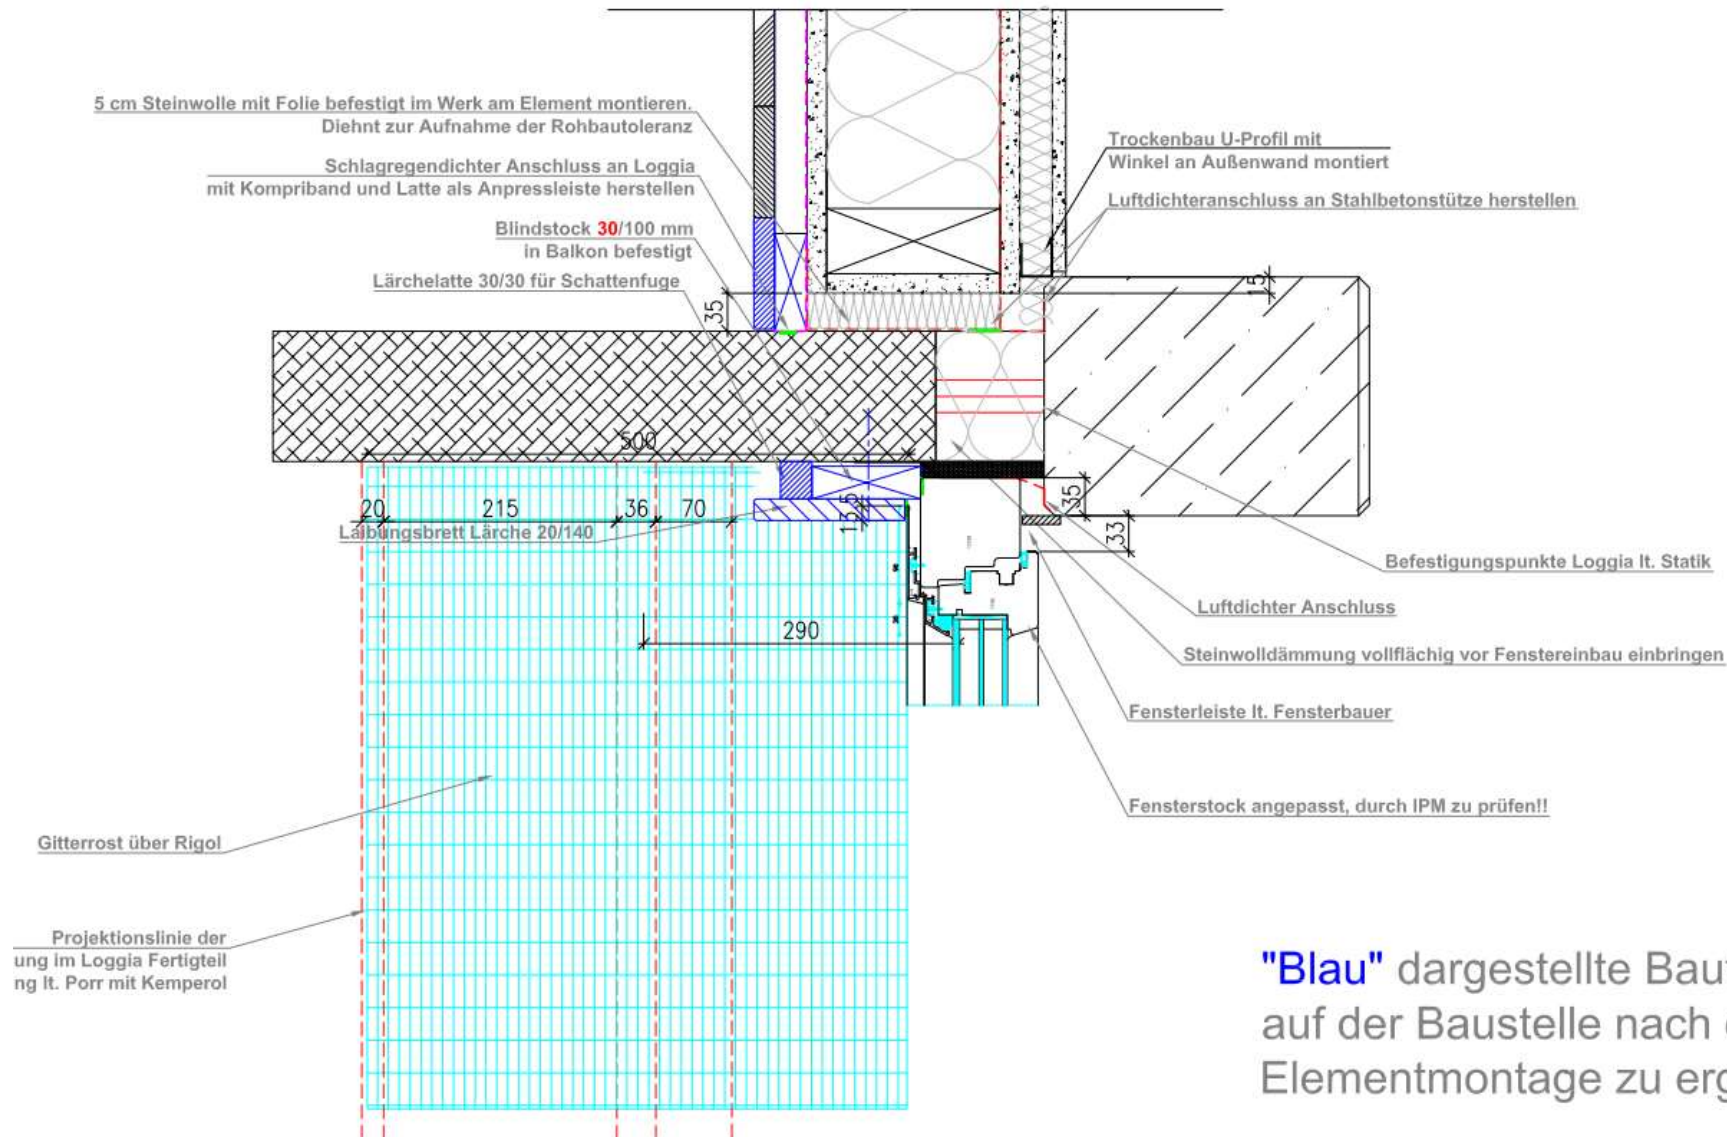 5 cm Steinwolle mit Folie befestigt im Werk am Element montieren.
Diehnt zur Aufnahme der Rohbautoleranz
Schlagregendichter Anschluss an Loggia
mit Kompriband und Latte als Anpressleiste herstellen
Blindstock 30/100 mm
in Balkon befestigt
Lärchelatte 30/30 für Schattenfuge
Trockenbau U-Profil mit
Winkel an Außenwand montiert
Luftdichteranschluss an Stahlbetonstütze herstellen
15
35
500
20
215
36
70
13,5
35
33
Laibungsbrett Lärche 20/140
290
Befestigungspunkte Loggia lt. Statik
Luftdichter Anschluss
Steinwolldämmung vollflächig vor Fenstereinbau einbringen
Fensterleiste lt. Fensterbauer
Fensterstock angepasst, durch IPM zu prüfen!!
Gitterrost über Rigol
Projektionslinie der
ung im Loggia Fertigteil
ng lt. Porr mit Kemperol
"Blau" dargestellte Baut
auf der Baustelle nach
Elementmontage zu erg